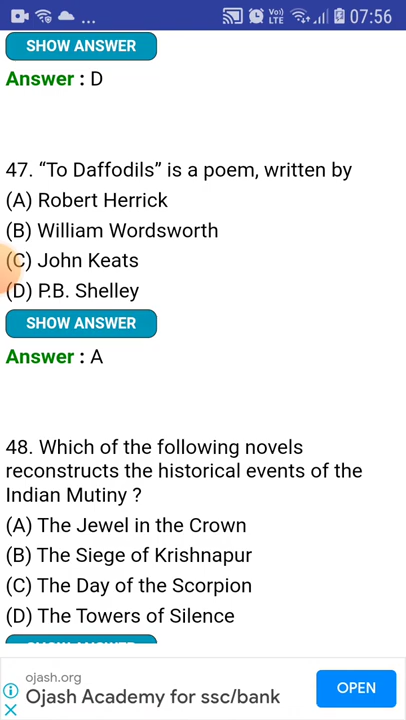 ... Vo) LTE 07:56
SHOW ANSWER
Answer : D
47. “To Daffodils” is a poem, written by
(A) Robert Herrick
(B) William Wordsworth
(C) John Keats
(D) P.B. Shelley
SHOW ANSWER
Answer : A
48. Which of the following novels
reconstructs the historical events of the
Indian Mutiny ?
(A) The Jewel in the Crown
(B) The Siege of Krishnapur
(C) The Day of the Scorpion
(D) The Towers of Silence
ojash.org
Ojash Academy for ssc/bank
OPEN